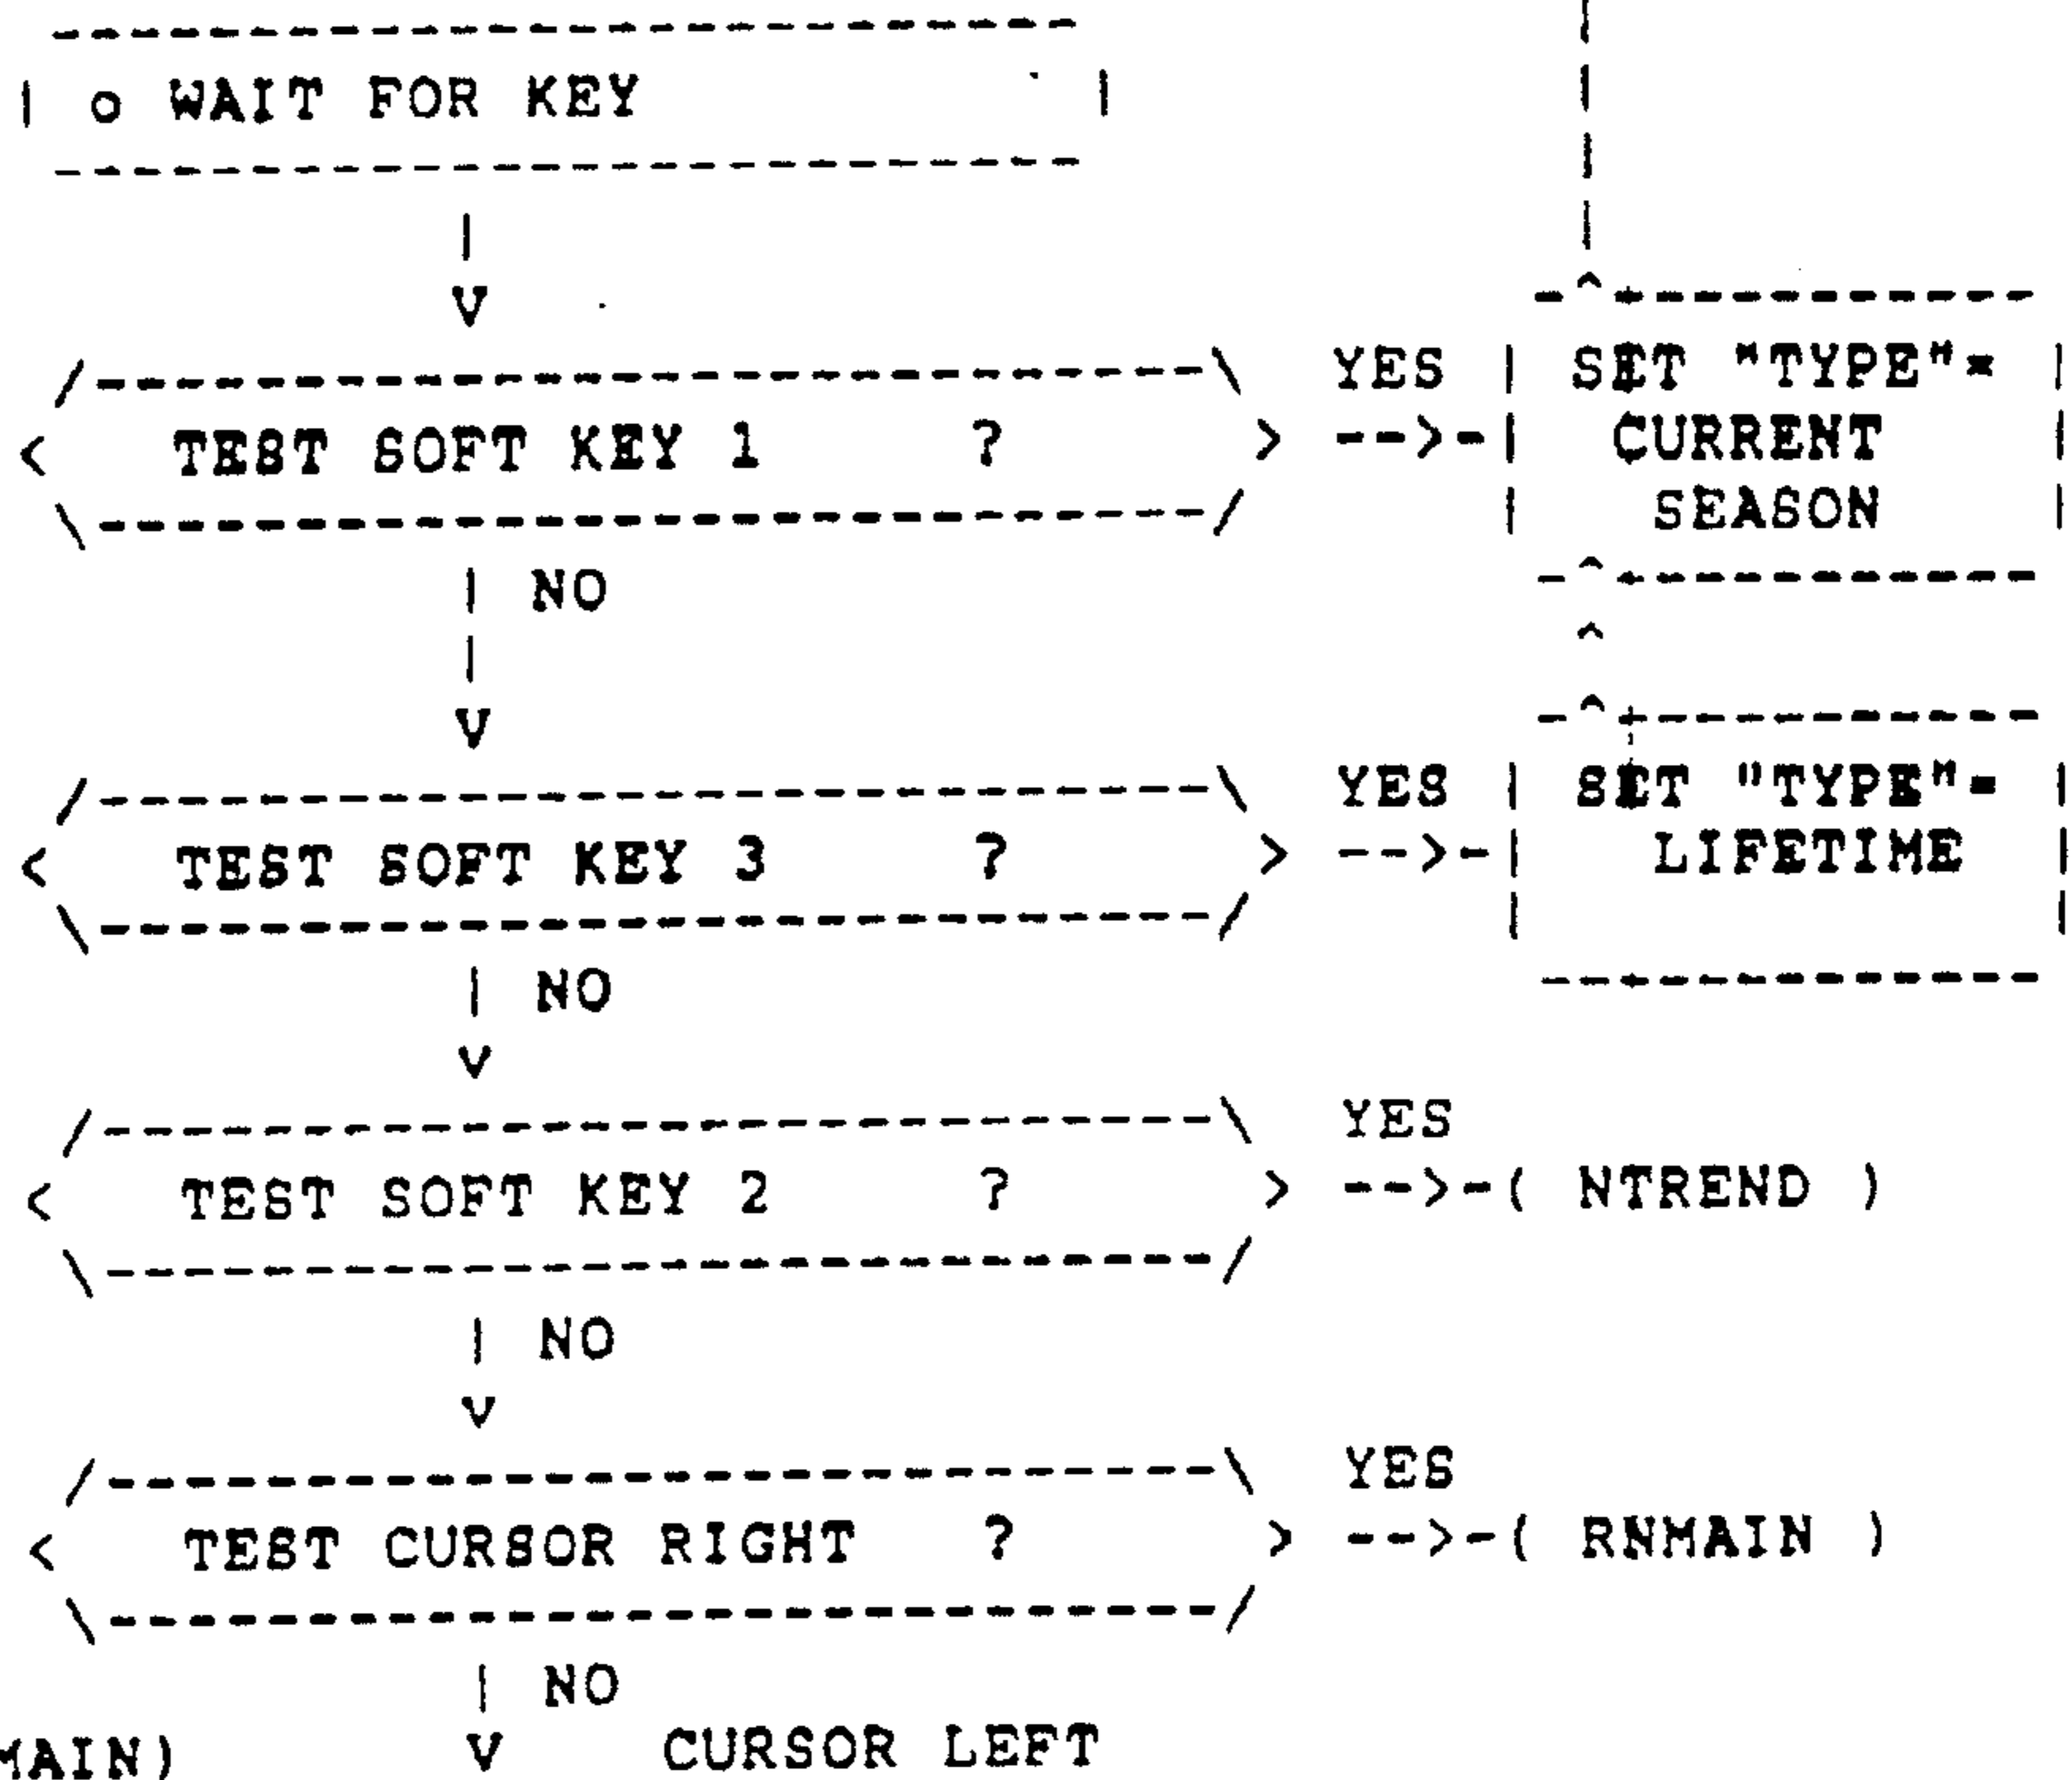 o WAIT FOR KEY
YES SET "TYPE"=
TEST SOFT KEY 1 ? CURRENT
SEASON
NO
YES SET "TYPE"=
TEST SOFT KEY 3 ? LIFETIME
NO
YES
TEST SOFT KEY 2 ? ( NTREND )
NO
YES
TEST CURSOR RIGHT ? ( RNMAIN )
NO
MAIN) V CURSOR LEFT